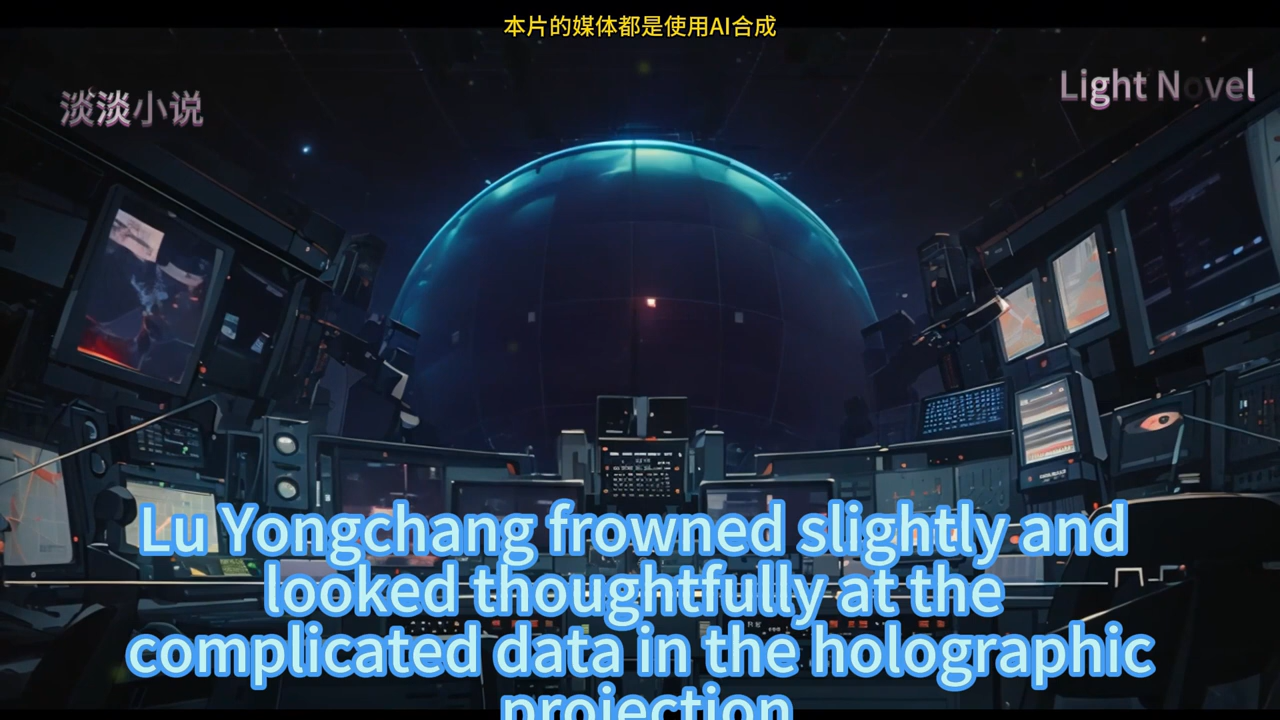 本片的媒体都是使用AI合成
淡淡小说
Light Novel
Lu Yongchang frowned slightly and
looked thoughtfully at the
complicated data in the holographic
projection